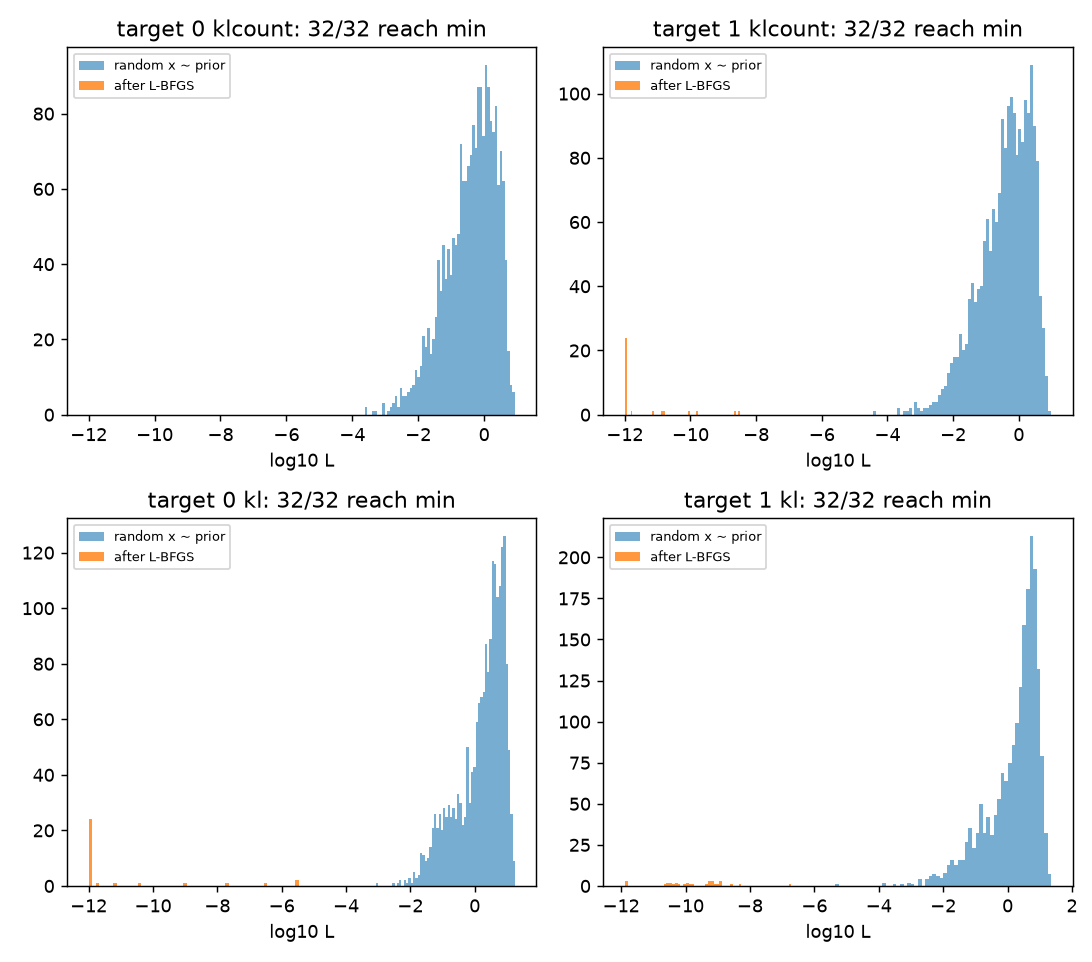 target 0 klcount: 32/32 reach min
random x ~ prior
after L-BFGS
80
60
40
20
0
−12 −10 −8 −6 −4 −2 0
log10 L
target 1 klcount: 32/32 reach min
random x ~ prior
after L-BFGS
100
80
60
40
20
0
−12 −10 −8 −6 −4 −2 0
log10 L
target 0 kl: 32/32 reach min
random x ~ prior
after L-BFGS
120
100
80
60
40
20
0
−12 −10 −8 −6 −4 −2 0
log10 L
target 1 kl: 32/32 reach min
random x ~ prior
after L-BFGS
200
175
150
125
100
75
50
25
0
−12 −10 −8 −6 −4 −2 0 2
log10 L